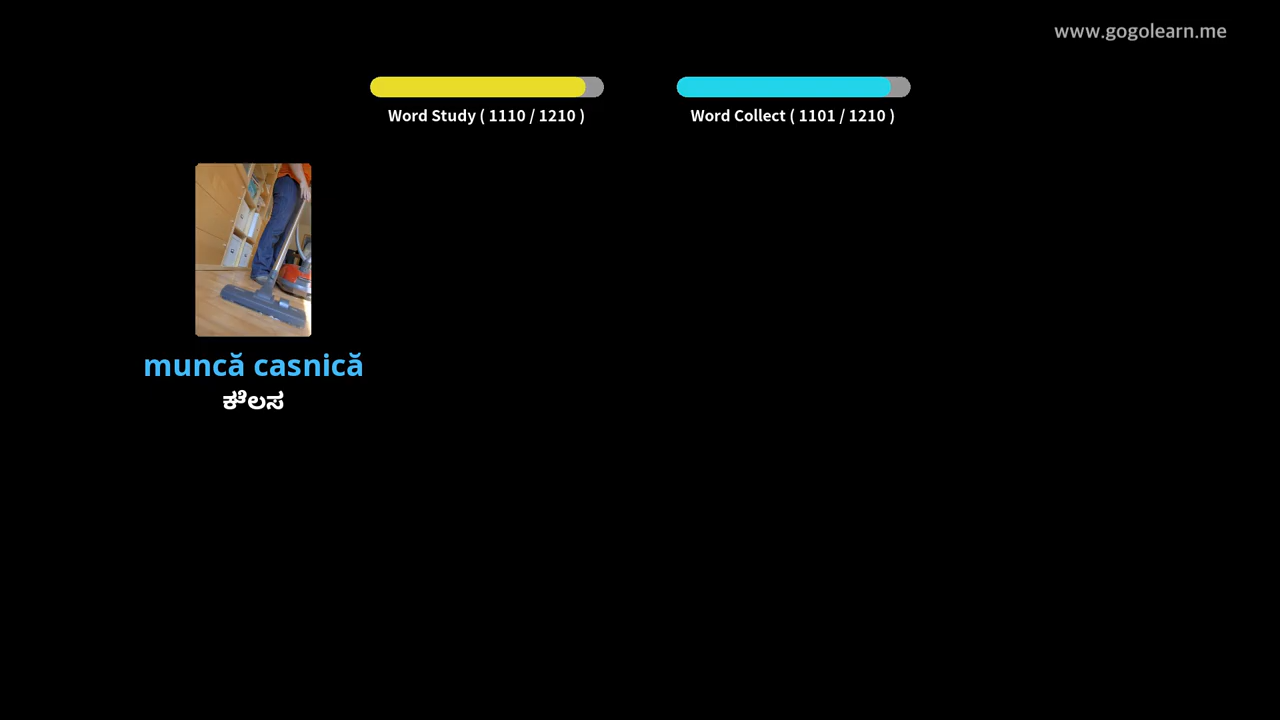 www.gogolearn.me
Word Study ( 1110 / 1210 )
Word Collect ( 1101 / 1210 )
muncă casnică
ಕೆಲಸ